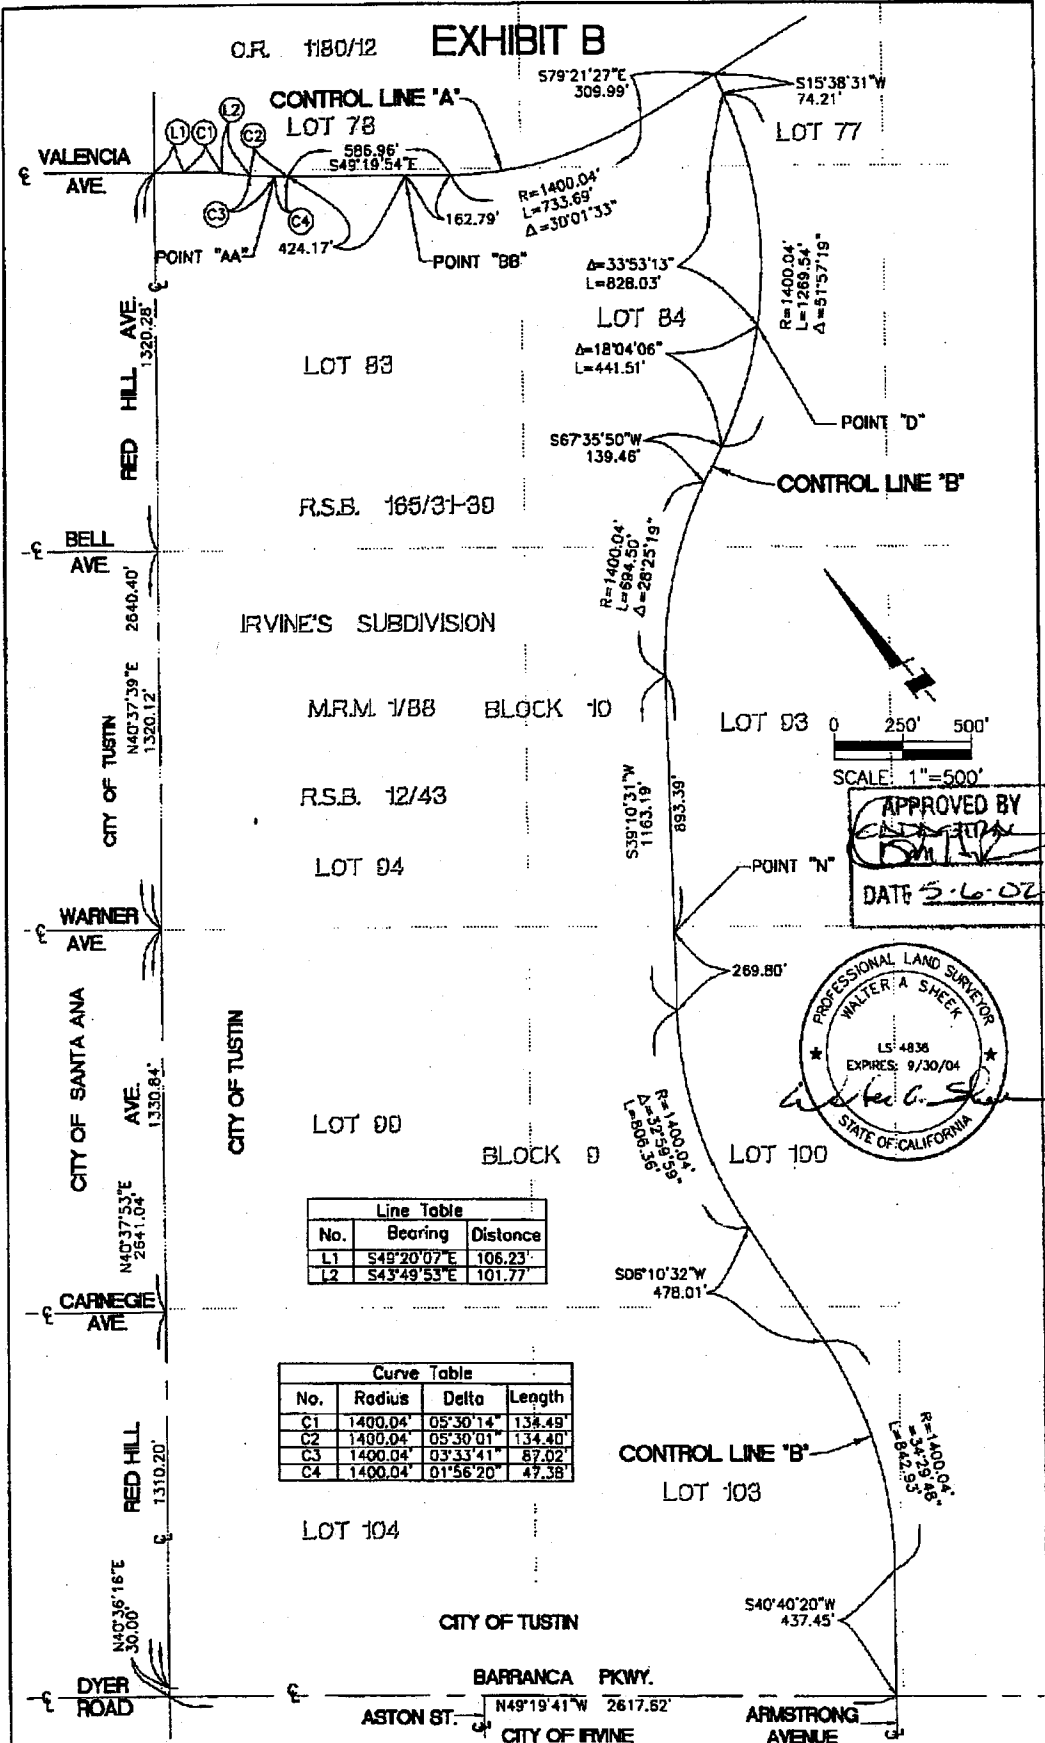 EXHIBIT B
O.R. 1180/12
S79°21'27"E
309.99'
S15°38'31"W
74.21'
CONTROL LINE "A"
LOT 78
LOT 77
L1
C1
L2
C2
586.96'
S49°19'54"E
VALENCIA
AVE.
C3
C4
POINT "AA"
424.17'
162.79'
POINT "BB"
R=1400.04'
L=733.69'
Δ=30°01'33"
Δ=33°53'13"
L=828.03'
R=1400.04'
L=1269.54'
Δ=51°57'19"
LOT 84
Δ=18°04'06"
L=441.51'
RED HILL AVE.
1320.28'
LOT 83
POINT "D"
S67°35'50"W
139.46'
CONTROL LINE "B"
R.S.B. 165/31-39
R=1400.04'
L=694.50'
Δ=28°25'19"
BELL
AVE.
2640.40'
IRVINE'S SUBDIVISION
N40°37'39"E
1320.12'
M.R.M. 1/88
BLOCK 10
LOT 93
0 250' 500'
SCALE 1"=500'
CITY OF TUSTIN
R.S.B. 12/43
S39°10'31"W
1163.19'
893.39'
APPROVED BY
DATE 5-6-02
LOT 94
POINT "N"
WARNER
AVE.
269.80'
PROFESSIONAL LAND SURVEYOR
WALTER A SHEEK
LS 4838
EXPIRES: 9/30/04
STATE OF CALIFORNIA
CITY OF SANTA ANA
AVE.
1330.84'
CITY OF TUSTIN
R=1400.04'
Δ=32°59'59"
L=806.36'
LOT 99
BLOCK 9
LOT 100
N40°37'53"E
2641.04'
Line Table
No. Bearing Distance
L1 S49°20'07"E 106.23'
L2 S43°49'53"E 101.77'
S06°10'32"W
478.01'
CARNEGIE
AVE.
Curve Table
No. Radius Delta Length
C1 1400.04' 05°30'14" 134.49'
C2 1400.04' 05°30'01" 134.40'
C3 1400.04' 03°33'41" 87.02'
C4 1400.04' 01°56'20" 47.38'
RED HILL
1310.20'
CONTROL LINE "B"
R=1400.04'
=34°29'48"
L=842.93'
LOT 103
LOT 104
N40°36'16"E
30.00'
S40°40'20"W
437.45'
CITY OF TUSTIN
DYER
ROAD
BARRANCA PKWY.
N49°19'41"W 2617.62'
ASTON ST.
CITY OF IRVINE
ARMSTRONG
AVENUE